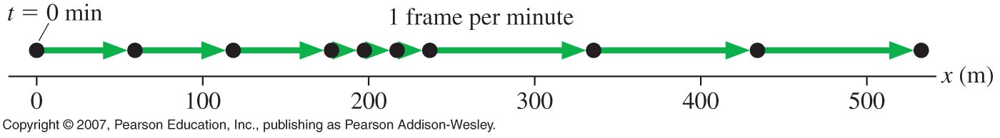 t = 0 min
1 frame per minute
x (m)
0 100 200 300 400 500
Copyright © 2007, Pearson Education, Inc., publishing as Pearson Addison-Wesley.